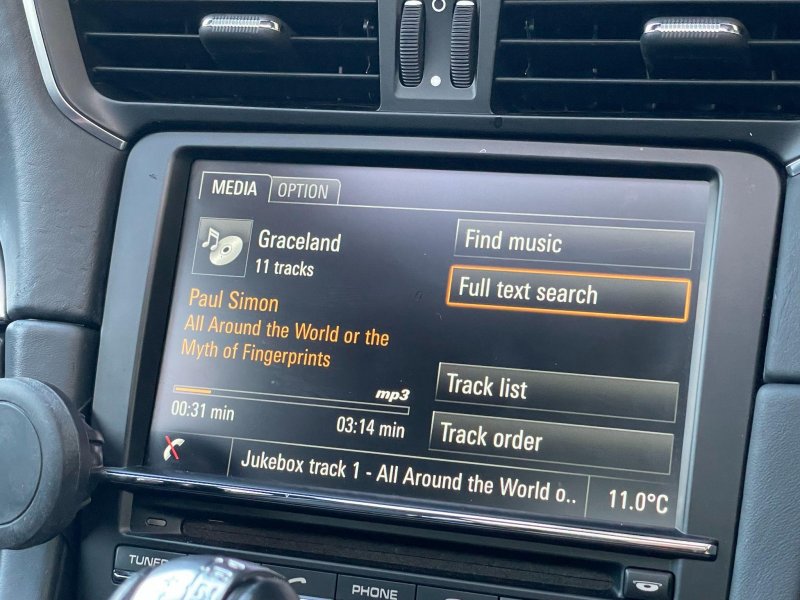 MEDIA
OPTION
Graceland
11 tracks
Paul Simon
All Around the World or the
Myth of Fingerprints
mp3
00:31 min
03:14 min
Find music
Full text search
Track list
Track order
Jukebox track 1 - All Around the World o..
11.0°C
TUNER
PHONE